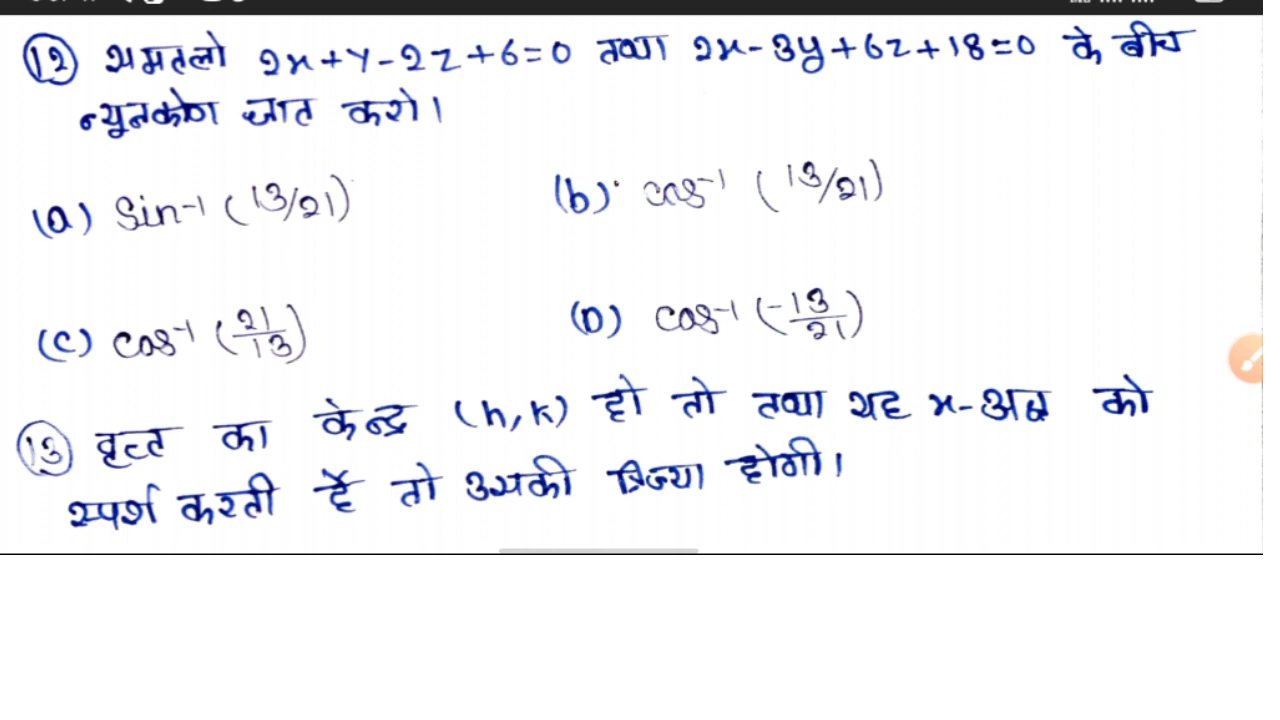 (12) समतलो 2x+y-2z+6=0 तथा 2x-3y+6z+18=0 के बीच
न्यूनकोण ज्ञात करो।
(a) Sin-1 (13/21)
(b) cos-1 (13/21)
(c) cos-1 (21/13)
(D) cos-1 (-13/21)
(13) वृत्त का केन्द्र (h,k) हो तो तथा यह x-अक्ष को
स्पर्श करती है तो उसकी त्रिज्या होगी।